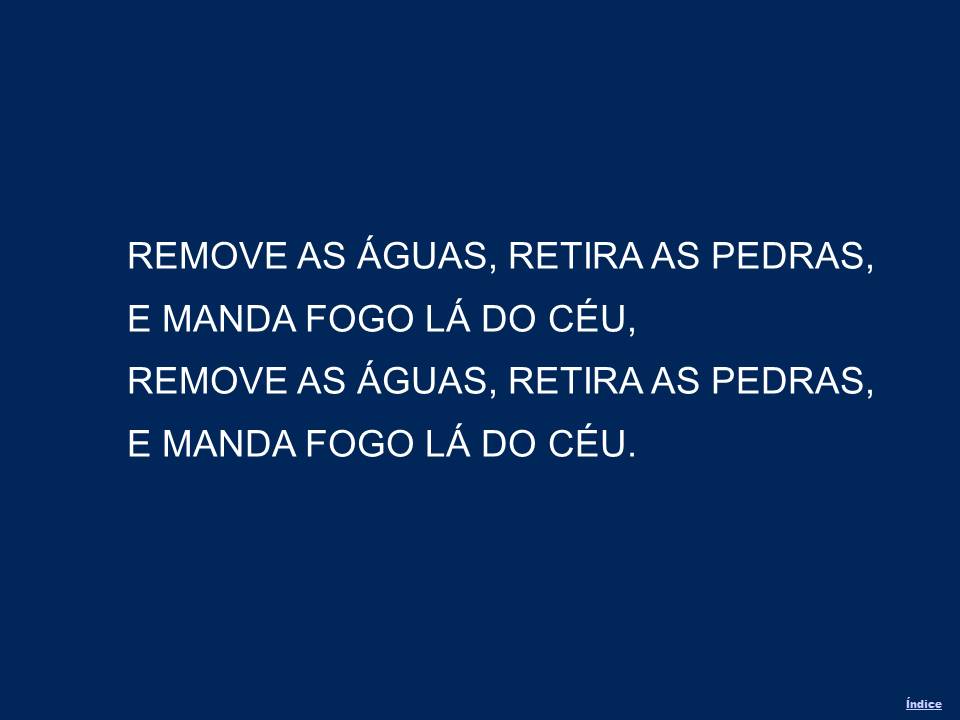 REMOVE AS ÁGUAS, RETIRA AS PEDRAS,
E MANDA FOGO LÁ DO CÉU,
REMOVE AS ÁGUAS, RETIRA AS PEDRAS,
E MANDA FOGO LÁ DO CÉU.
Índice